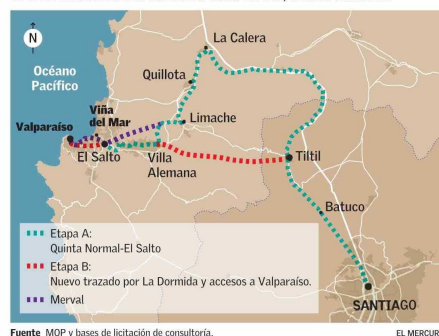 N
La Calera
Océano
Pacífico
Quillota
Viña
del Mar
Limache
Valparaíso
El Salto
Villa
Alemana
Tiltil
Batuco
Etapa A:
Quinta Normal-El Salto
Etapa B:
Nuevo trazado por La Dormida y accesos a Valparaíso.
Merval
SANTIAGO
Fuente MOP y bases de licitación de consultoría.
EL MERCUR